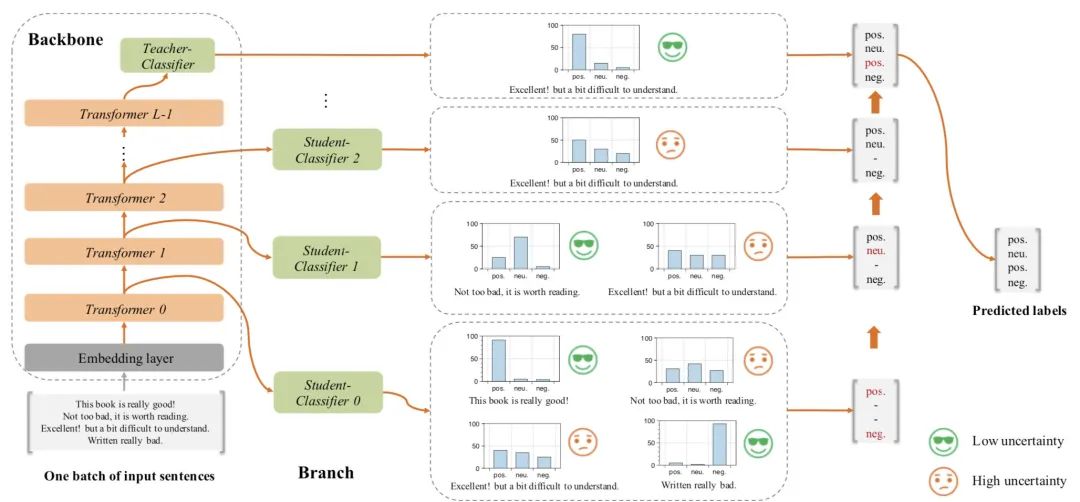 Backbone
Teacher-
Classifier
Transformer L-1
⋮
Transformer 2
Transformer 1
Transformer 0
Embedding layer
This book is really good!
Not too bad, it is worth reading.
Excellent! but a bit difficult to understand.
Written really bad.
One batch of input sentences
⋮
Student-
Classifier 2
Student-
Classifier 1
Student-
Classifier 0
Branch
100
50
0
pos. neu. neg.
Excellent! but a bit difficult to understand.
100
50
0
pos. neu. neg.
Excellent! but a bit difficult to understand.
100
50
0
pos. neu. neg.
Not too bad, it is worth reading.
100
50
0
pos. neu. neg.
Excellent! but a bit difficult to understand.
100
50
0
pos. neu. neg.
This book is really good!
100
50
0
pos. neu. neg.
Not too bad, it is worth reading.
100
50
0
pos. neu. neg.
Excellent! but a bit difficult to understand.
100
50
0
pos. neu. neg.
Written really bad.
pos.
neu.
pos.
neg.
pos.
neu.
-
neg.
pos.
neu.
-
neg.
pos.
-
-
neg.
pos.
neu.
pos.
neg.
Predicted labels
Low uncertainty
High uncertainty